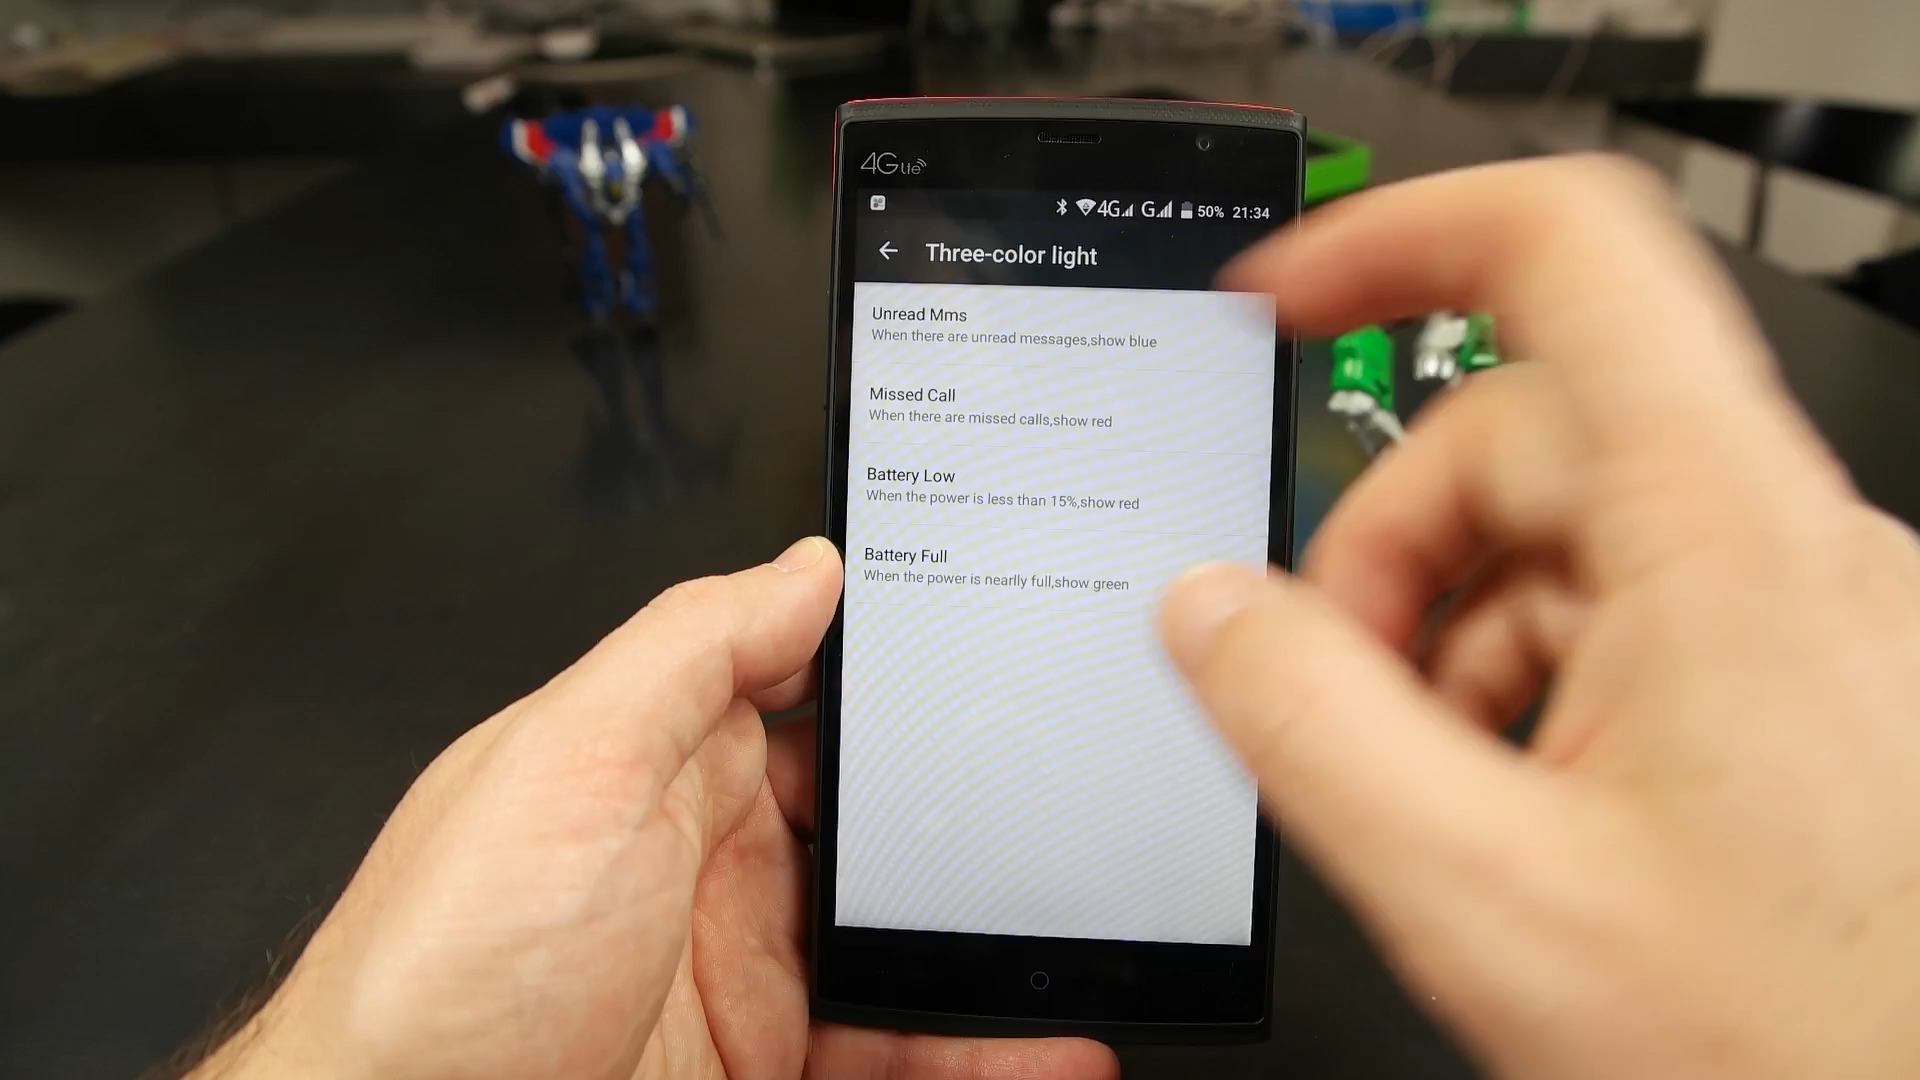 4G Lte
4G G 50% 21:34
Three-color light
Unread Mms
When there are unread messages,show blue
Missed Call
When there are missed calls,show red
Battery Low
When the power is less than 15%,show red
Battery Full
When the power is nearlly full,show green